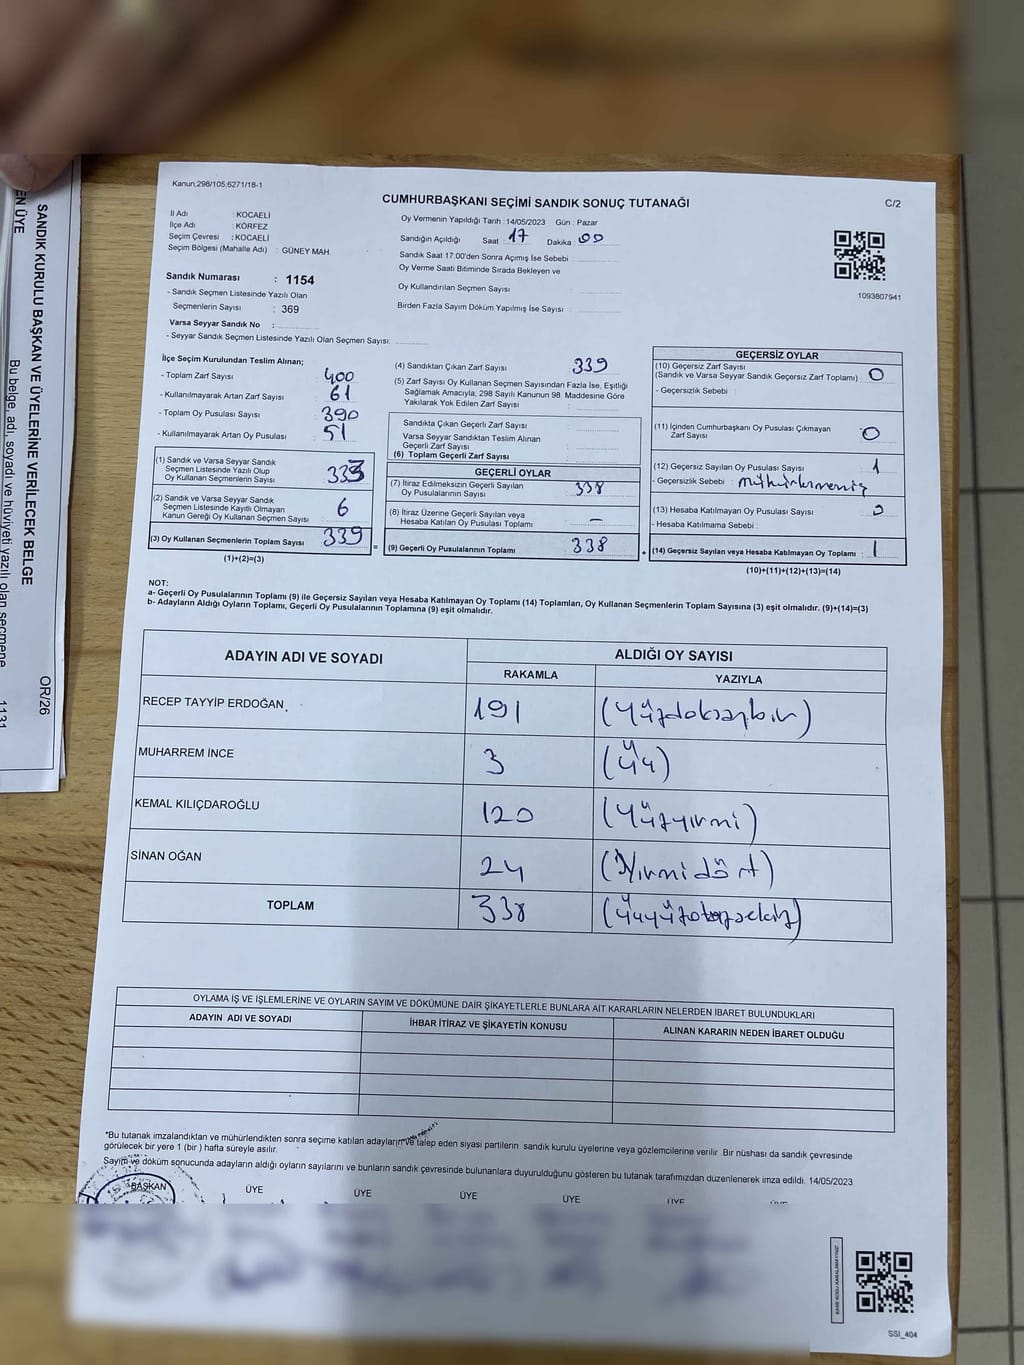 SANDIK KURULU BAŞKAN VE ÜYELERİNE VERİLECEK BELGE
OR/26
EN ÜYE
Bu belge, adı, soyadı ve hüviyeti yazılı olan seçmene
1131
Kanun;298/105,6271/18-1
CUMHURBAŞKANI SEÇİMİ SANDIK SONUÇ TUTANAĞI
C/2
İl Adı : KOCAELİ
İlçe Adı : KÖRFEZ
Seçim Çevresi : KOCAELİ
Seçim Bölgesi (Mahalle Adı) : GÜNEY MAH.
Sandık Numarası : 1154
- Sandık Seçmen Listesinde Yazılı Olan
Seçmenlerin Sayısı : 369
Varsa Seyyar Sandık No :
- Seyyar Sandık Seçmen Listesinde Yazılı Olan Seçmen Sayısı:
Oy Vermenin Yapıldığı Tarih : 14/05/2023 Gün : Pazar
Sandığın Açıldığı Saat 17 Dakika 00
Sandık Saat 17:00'den Sonra Açımış İse Sebebi
Oy Verme Saati Bitiminde Sırada Bekleyen ve
Oy Kullandırılan Seçmen Sayısı :
Birden Fazla Sayım Döküm Yapılmış İse Sayısı :
1093807941
İlçe Seçim Kurulundan Teslim Alınan;
- Toplam Zarf Sayısı : 400
- Kullanılmayarak Artan Zarf Sayısı : 61
- Toplam Oy Pusulası Sayısı : 390
- Kullanılmayarak Artan Oy Pusulası : 51
(1) Sandık ve Varsa Seyyar Sandık
Seçmen Listesinde Yazılı Olup
Oy Kullanan Seçmenlerin Sayısı : 333
(2) Sandık ve Varsa Seyyar Sandık
Seçmen Listesinde Kayıtlı Olmayan
Kanun Gereği Oy Kullanan Seçmen Sayısı : 6
(3) Oy Kullanan Seçmenlerin Toplam Sayısı : 339
(1)+(2)=(3)
(4) Sandıktan Çıkan Zarf Sayısı : 339
(5) Zarf Sayısı Oy Kullanan Seçmen Sayısından Fazla İse, Eşitliği
Sağlamak Amacıyla; 298 Sayılı Kanunun 98. Maddesine Göre
Yakılarak Yok Edilen Zarf Sayısı :
Sandıkta Çıkan Geçerli Zarf Sayısı :
Varsa Seyyar Sandıktan Teslim Alınan
Geçerli Zarf Sayısı :
(6) Toplam Geçerli Zarf Sayısı :
GEÇERLİ OYLAR
(7) İtiraz Edilmeksizin Geçerli Sayılan
Oy Pusulalarının Sayısı : 338
(8) İtiraz Üzerine Geçerli Sayılan veya
Hesaba Katılan Oy Pusulası Toplamı : –
= (9) Geçerli Oy Pusulalarının Toplamı : 338
GEÇERSİZ OYLAR
(10) Geçersiz Zarf Sayısı
(Sandık ve Varsa Seyyar Sandık Geçersiz Zarf Toplamı) : 0
- Geçersizlik Sebebi :
(11) İçinden Cumhurbaşkanı Oy Pusulası Çıkmayan
Zarf Sayısı : 0
(12) Geçersiz Sayılan Oy Pusulası Sayısı : 1
- Geçersizlik Sebebi : mühürlenmemiş
(13) Hesaba Katılmayan Oy Pusulası Sayısı : 0
- Hesaba Katılmama Sebebi :
+ (14) Geçersiz Sayılan veya Hesaba Katılmayan Oy Toplamı : 1
(10)+(11)+(12)+(13)=(14)
NOT:
a- Geçerli Oy Pusulalarının Toplamı (9) ile Geçersiz Sayılan veya Hesaba Katılmayan Oy Toplamı (14) Toplamları, Oy Kullanan Seçmenlerin Toplam Sayısına (3) eşit olmalıdır. (9)+(14)=(3)
b- Adayların Aldığı Oyların Toplamı, Geçerli Oy Pusulalarının Toplamına (9) eşit olmalıdır.
ADAYIN ADI VE SOYADI
ALDIĞI OY SAYISI
RAKAMLA
YAZIYLA
RECEP TAYYİP ERDOĞAN 191 (Yüzdoksanbir)
MUHARREM İNCE 3 (Üç)
KEMAL KILIÇDAROĞLU 120 (Yüzyirmi)
SİNAN OĞAN 24 (Yirmidört)
TOPLAM 338 (Üçyüzotuzsekiz)
OYLAMA İŞ VE İŞLEMLERİNE VE OYLARIN SAYIM VE DÖKÜMÜNE DAİR ŞİKAYETLERLE BUNLARA AİT KARARLARIN NELERDEN İBARET BULUNDUKLARI
ADAYIN ADI VE SOYADI
İHBAR İTİRAZ VE ŞİKAYETİN KONUSU
ALINAN KARARIN NEDEN İBARET OLDUĞU
*Bu tutanak imzalandıktan ve mühürlendikten sonra seçime katılan adayların ve talep eden siyasi partilerin sandık kurulu üyelerine veya gözlemcilerine verilir .Bir nüshası da sandık çevresinde
görülecek bir yere 1 (bir ) hafta süreyle asılır.
Sayım ve döküm sonucunda adayların aldığı oyların sayılarını ve bunların sandık çevresinde bulunanlara duyurulduğunu gösteren bu tutanak tarafımızdan düzenlenerek imza edildi. 14/05/2023
BAŞKAN ÜYE ÜYE ÜYE ÜYE ÜYE ÜYE
SSI_404